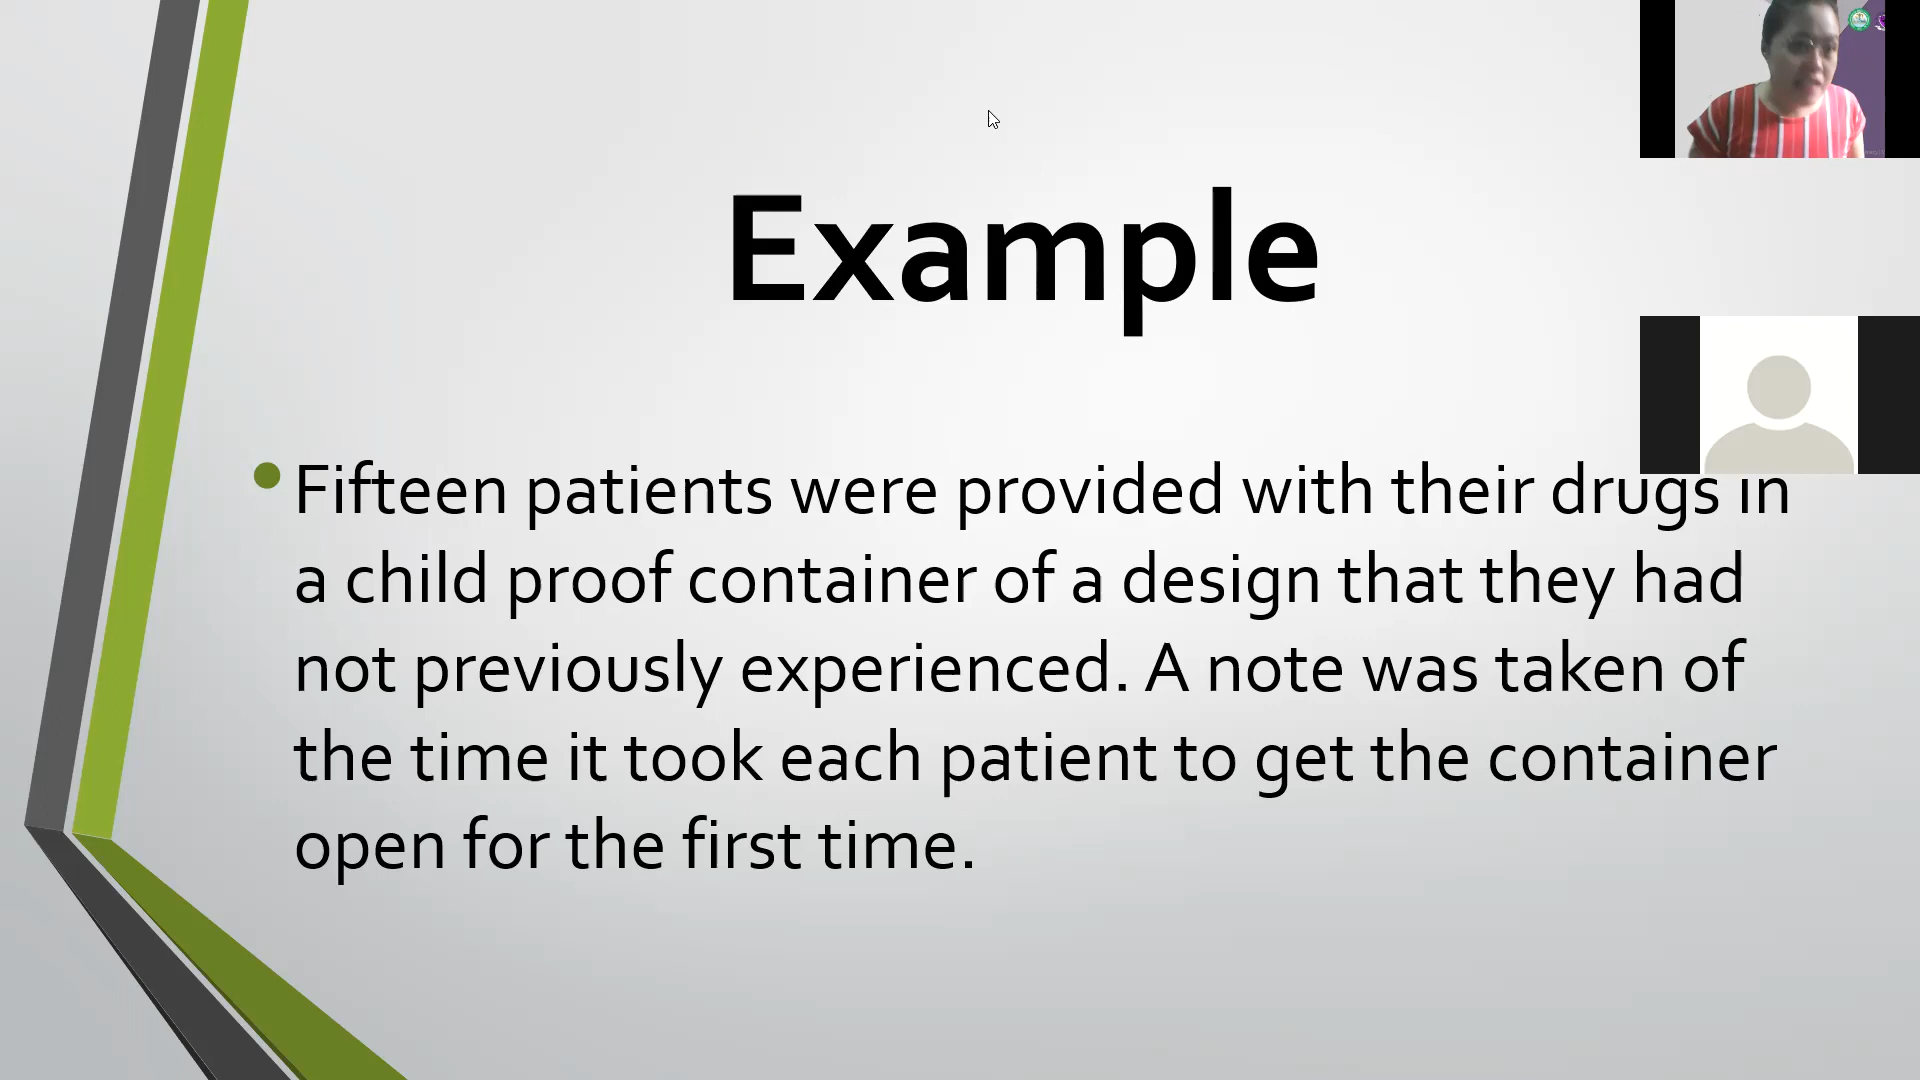 Example
Fifteen patients were provided with their drugs in
a child proof container of a design that they had
not previously experienced. A note was taken of
the time it took each patient to get the container
open for the first time.